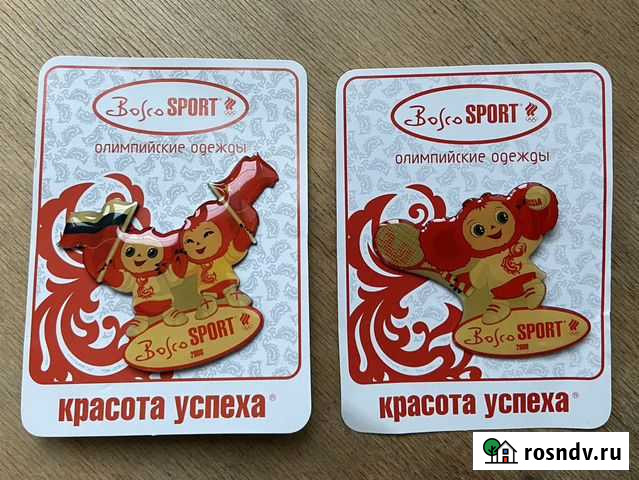 Bosco SPORT®
олимпийские одежды
Bosco SPORT
2008
красота успеха®
Bosco SPORT®
олимпийские одежды
RUSSIA
Bosco SPORT
2008
красота успеха®
rosndv.ru